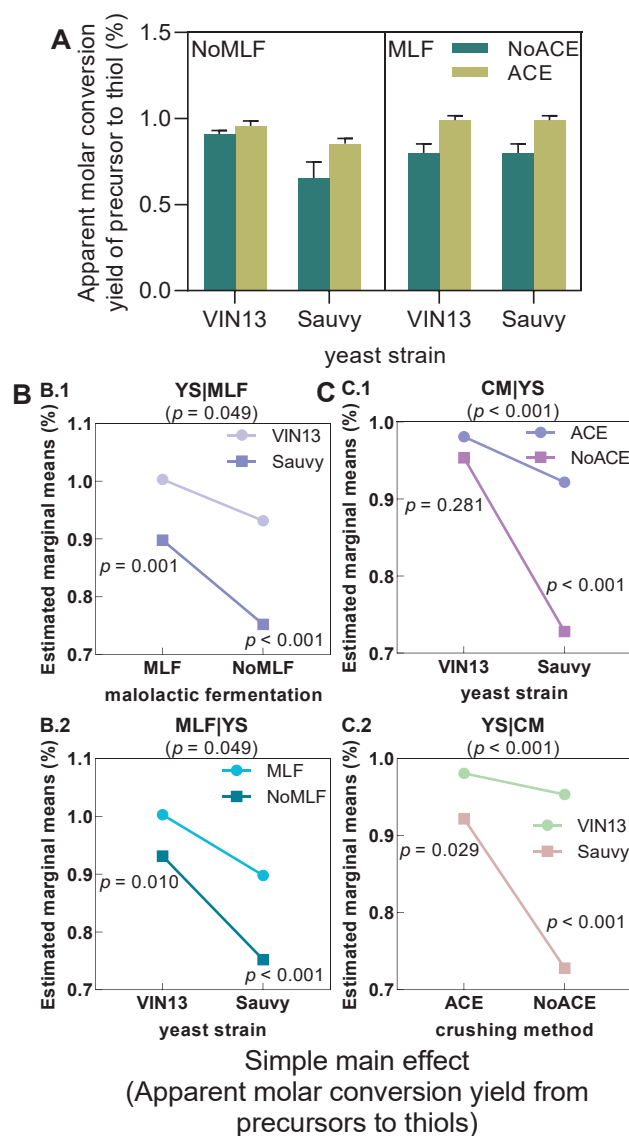 A
Apparent molar conversion
yield of precursor to thiol (%)
1.5
1.0
0.5
0.0
NoMLF
MLF
NoACE
ACE
VIN13
Sauvy
VIN13
Sauvy
yeast strain
B
B.1
YS|MLF
(p = 0.049)
Estimated marginal means (%)
1.1
1.0
0.9
0.8
0.7
VIN13
Sauvy
p = 0.001
p < 0.001
MLF
NoMLF
malolactic fermentation
C
C.1
CM|YS
(p < 0.001)
Estimated marginal means (%)
1.0
0.9
0.8
0.7
ACE
NoACE
p = 0.281
p < 0.001
VIN13
Sauvy
yeast strain
B.2
MLF|YS
(p = 0.049)
Estimated marginal means (%)
1.1
1.0
0.9
0.8
0.7
MLF
NoMLF
p = 0.010
p < 0.001
VIN13
Sauvy
yeast strain
C.2
YS|CM
(p < 0.001)
Estimated marginal means (%)
1.0
0.9
0.8
0.7
VIN13
Sauvy
p = 0.029
p < 0.001
ACE
NoACE
crushing method
Simple main effect
(Apparent molar conversion yield from
precursors to thiols)